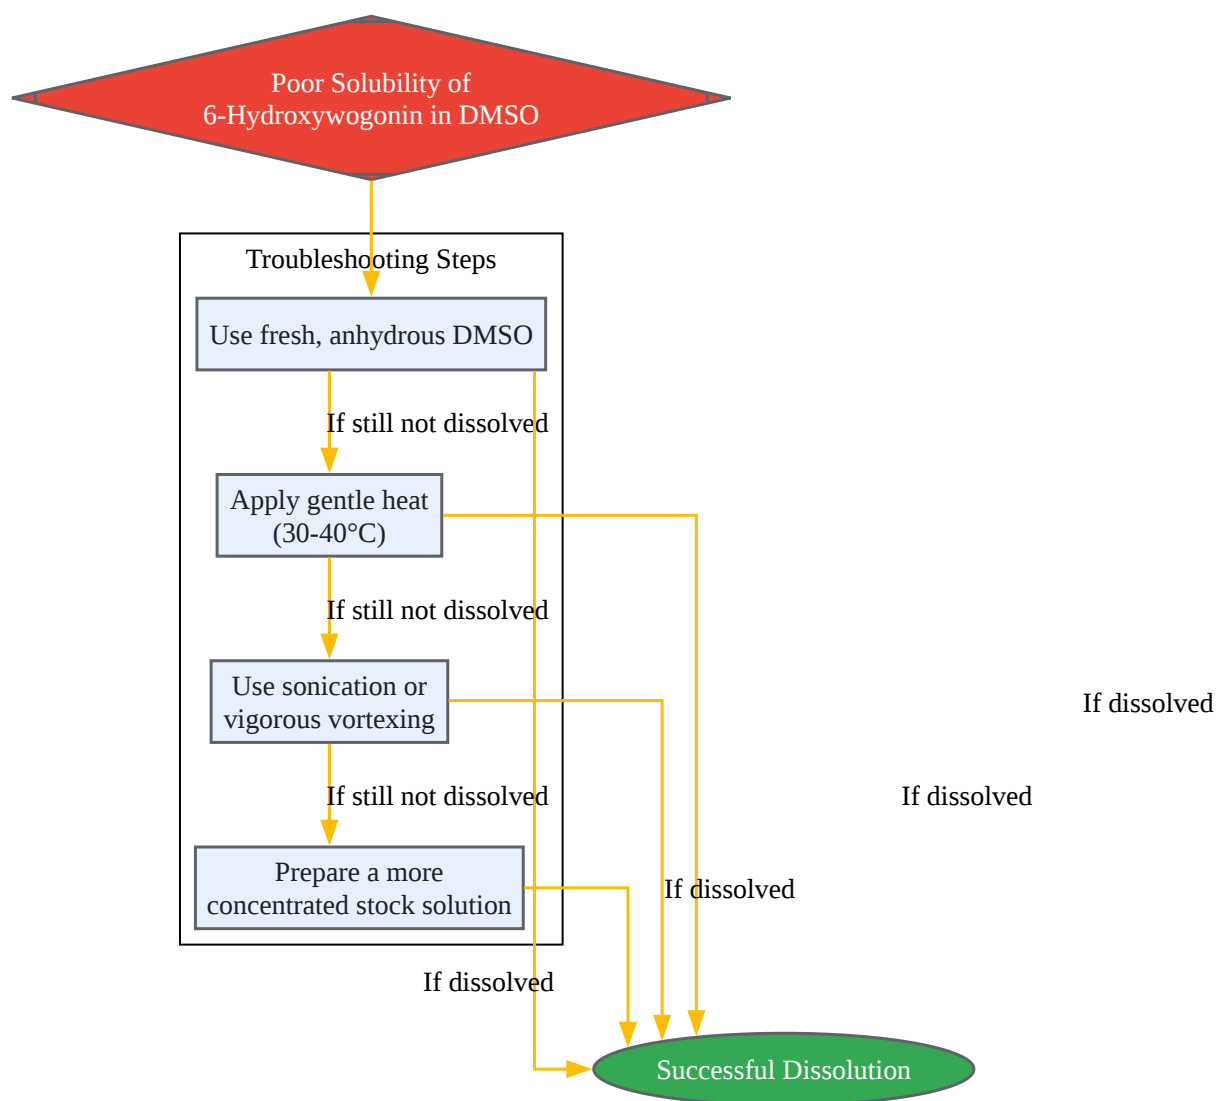 Poor Solubility of
6-Hydroxywogonin in DMSO
Troubleshooting Steps
Use fresh, anhydrous DMSO
If still not dissolved
Apply gentle heat
(30-40°C)
If still not dissolved
Use sonication or
vigorous vortexing
If dissolved
If still not dissolved
If dissolved
Prepare a more
concentrated stock solution
If dissolved
If dissolved
Successful Dissolution